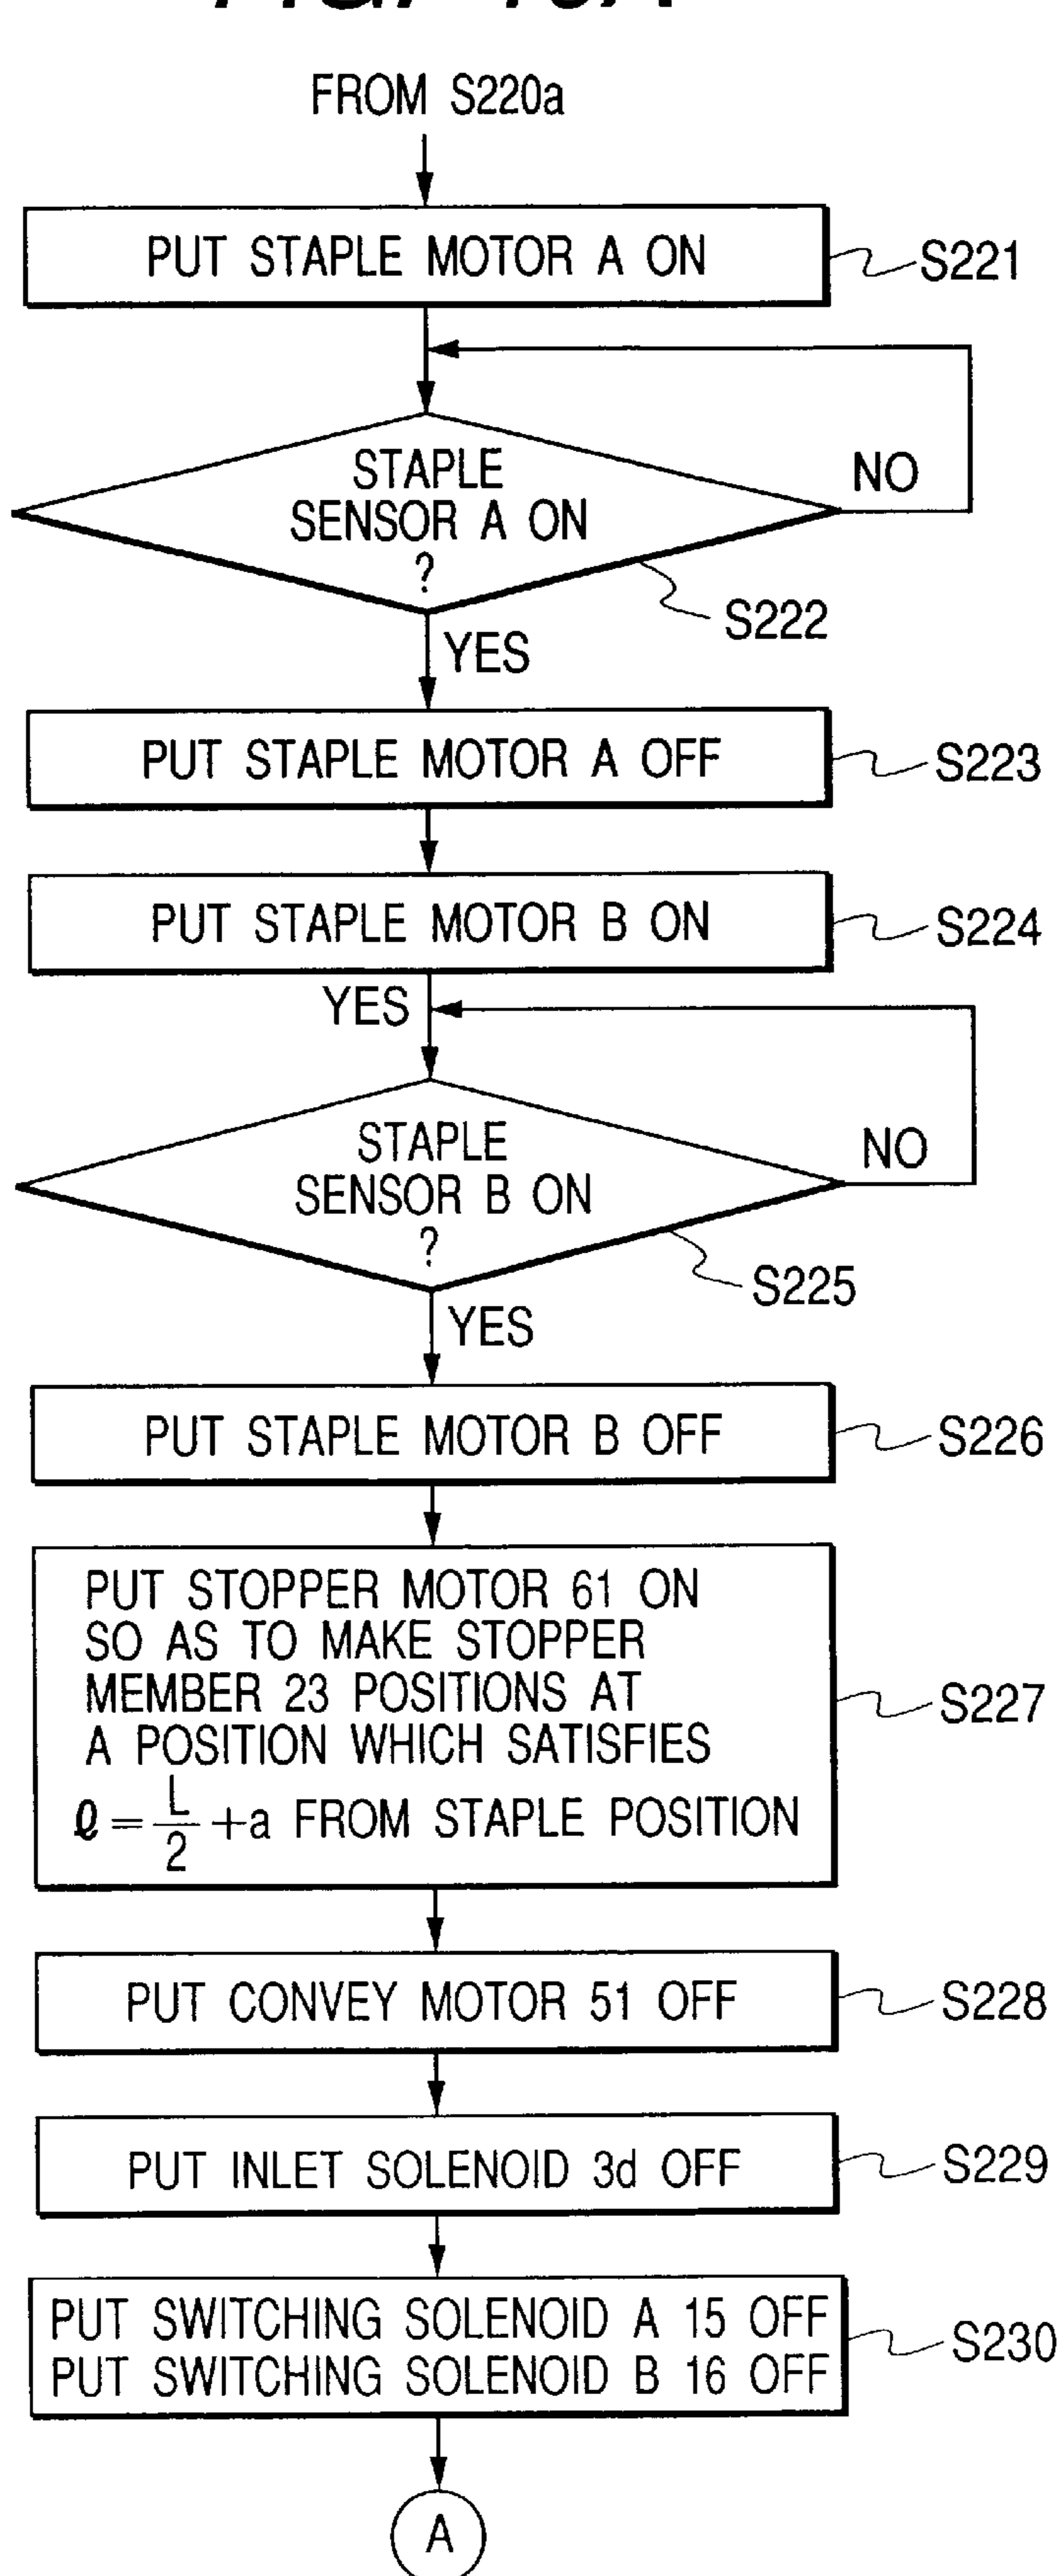 FROM S220a
PUT STAPLE MOTOR A ON
S221
STAPLE
SENSOR A ON
?
NO
S222
YES
PUT STAPLE MOTOR A OFF
S223
PUT STAPLE MOTOR B ON
S224
YES
STAPLE
SENSOR B ON
?
NO
S225
YES
PUT STAPLE MOTOR B OFF
S226
PUT STOPPER MOTOR 61 ON
SO AS TO MAKE STOPPER
MEMBER 23 POSITIONS AT
A POSITION WHICH SATISFIES
ℓ = L/2 +a FROM STAPLE POSITION
S227
PUT CONVEY MOTOR 51 OFF
S228
PUT INLET SOLENOID 3d OFF
S229
PUT SWITCHING SOLENOID A 15 OFF
PUT SWITCHING SOLENOID B 16 OFF
S230
A